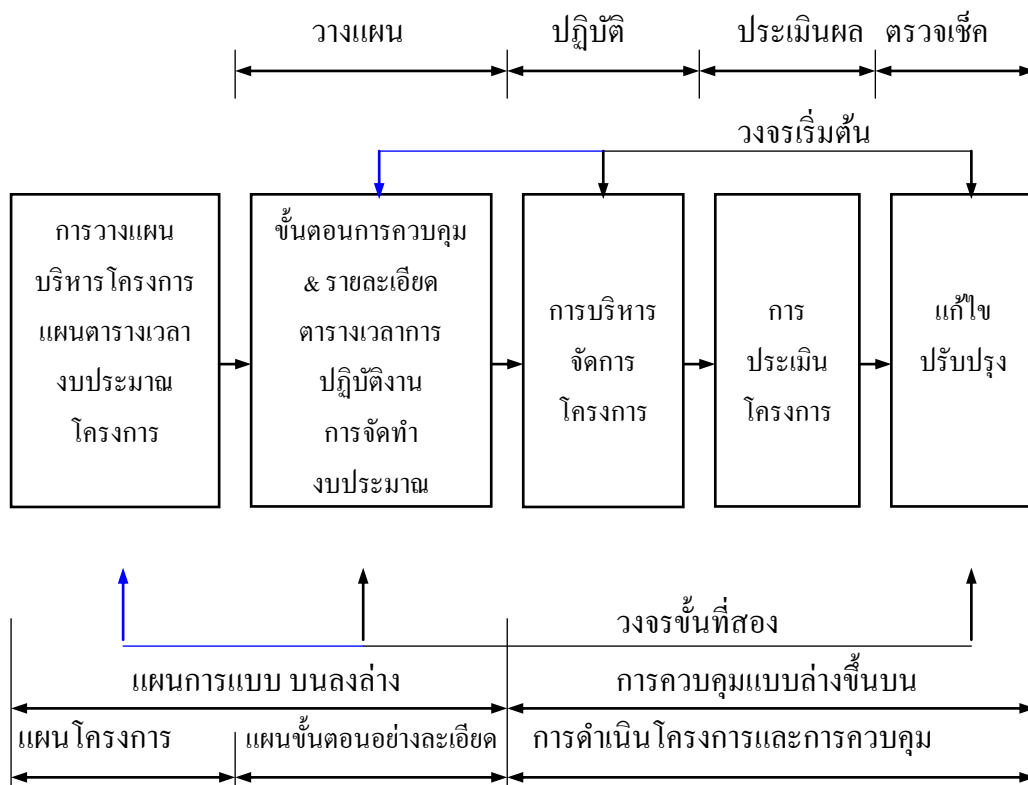 วางแผน ปฏิบัติ ประเมินผล ตรวจเช็ค
วงจรเริ่มต้น
การวางแผน
บริหารโครงการ
แผนตารางเวลา
งบประมาณ
โครงการ
ขั้นตอนการควบคุม
& รายละเอียด
ตารางเวลาการ
ปฏิบัติงาน
การจัดทำ
งบประมาณ
การบริหาร
จัดการ
โครงการ
การ
ประเมิน
โครงการ
แก้ไข
ปรับปรุง
วงจรขั้นที่สอง
แผนการแบบ บนลงล่าง การควบคุมแบบล่างขึ้นบน
แผนโครงการ แผนขั้นตอนอย่างละเอียด การดำเนินโครงการและการควบคุม